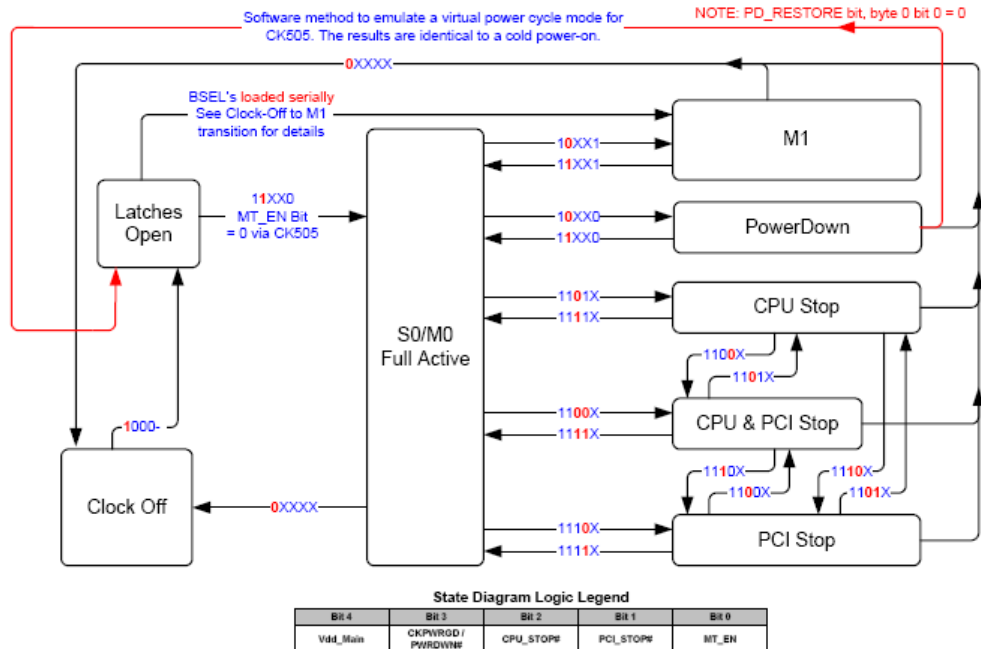 Software method to emulate a virtual power cycle mode for
CK505. The results are identical to a cold power-on.
NOTE: PD_RESTORE bit, byte 0 bit 0 = 0
0XXXX
BSEL's loaded serially
See Clock-Off to M1
transition for details
M1
10XX1
11XX1
Latches
Open
11XX0
MT_EN Bit
= 0 via CK505
10XX0
11XX0
PowerDown
S0/M0
Full Active
1101X
1111X
CPU Stop
1100X
1101X
1100X
1111X
CPU & PCI Stop
1000-
Clock Off
0XXXX
1110X
1100X
1110X
1101X
1110X
1111X
PCI Stop
State Diagram Logic Legend
Bit 4 Bit 3 Bit 2 Bit 1 Bit 0
Vdd_Main CKPWRGD / PWRDWN# CPU_STOP# PCI_STOP# MT_EN